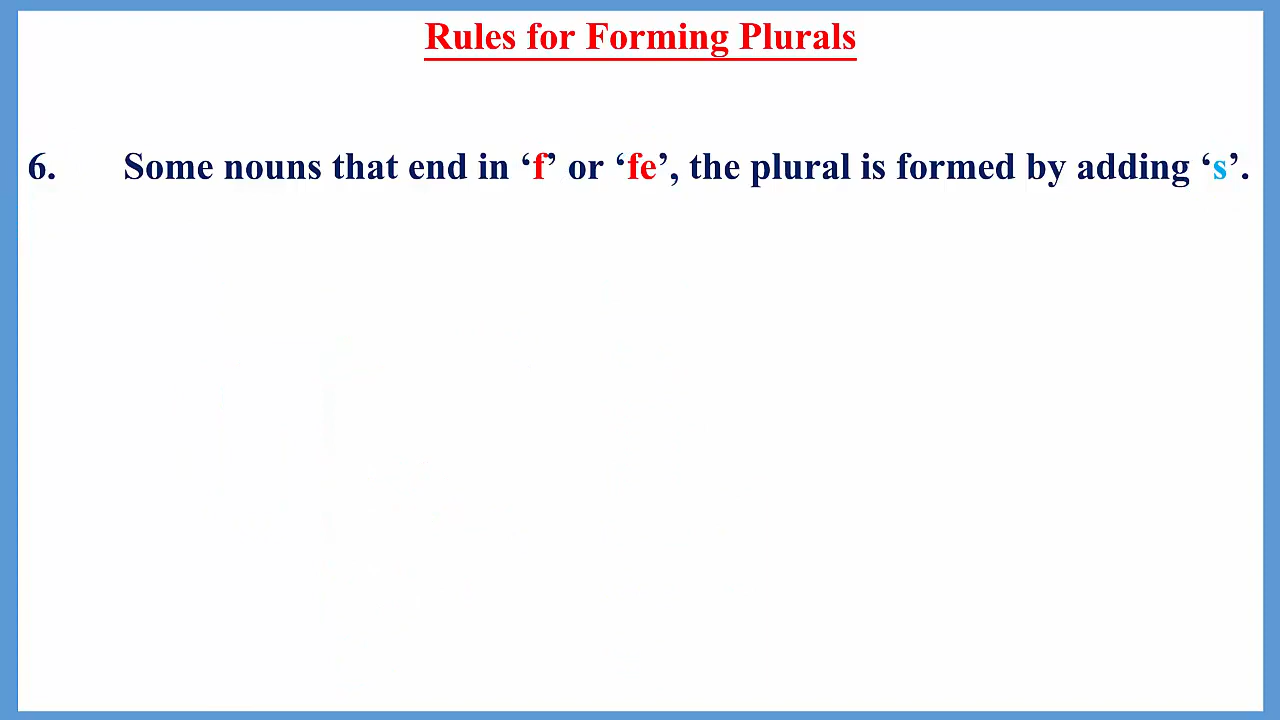 Rules for Forming Plurals
6. Some nouns that end in ‘f’ or ‘fe’, the plural is formed by adding ‘s’.